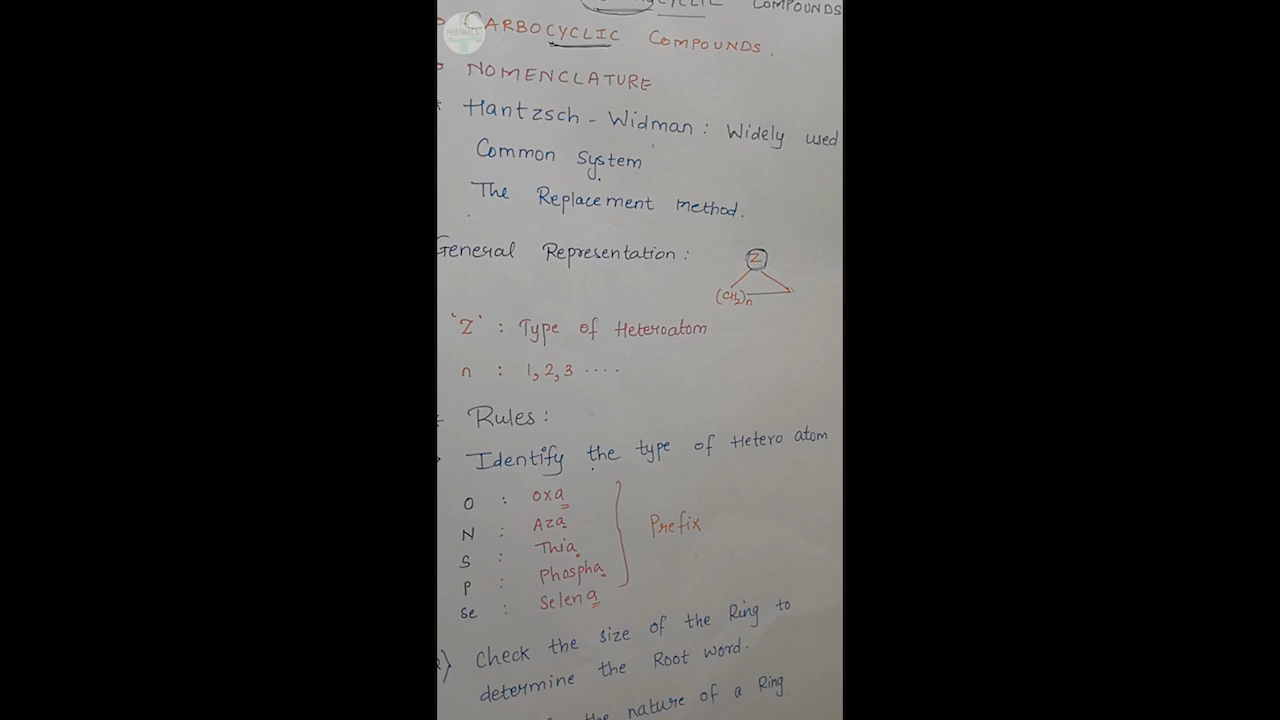 CYCLIC COMPOUNDS
CARBOCYCLIC COMPOUNDS.
NOMENCLATURE
Hantzsch - Widman : Widely used
Common System
The Replacement method.
General Representation :
Z
(CH2)n
'Z' : Type of Heteroatom
n : 1, 2, 3 ....
Rules :
Identify the type of Hetero atom
O : oxa
N : Aza
S : Thia
P : Phospha
Se : Selena
Prefix
Check the size of the Ring to
determine the Root word.
the nature of a Ring